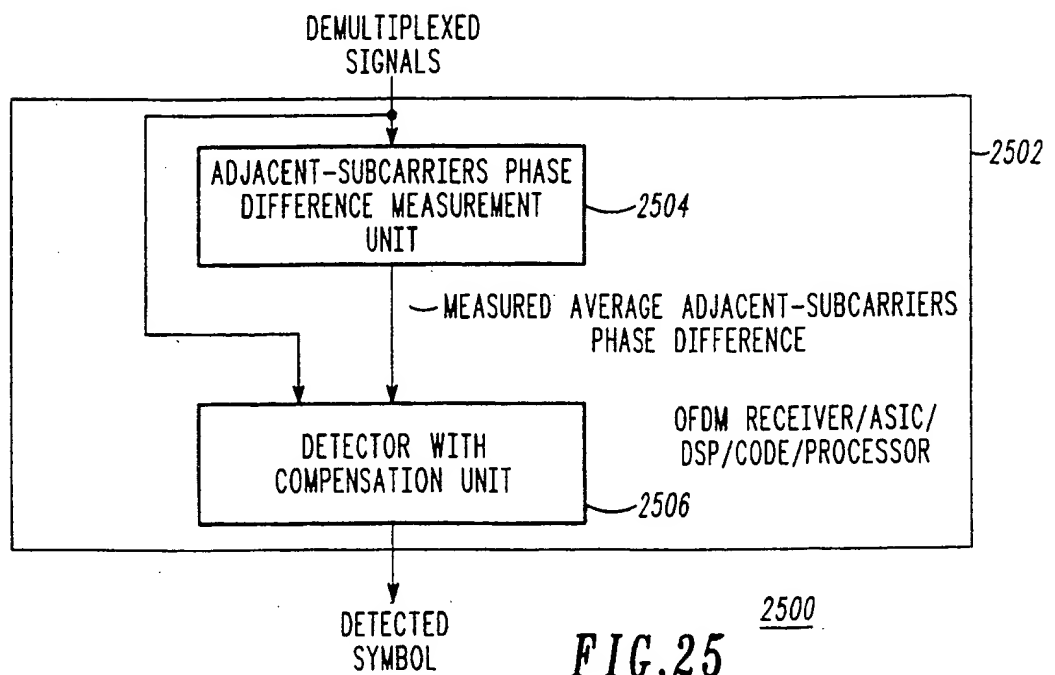 DEMULTIPLEXED
SIGNALS
2502
ADJACENT-SUBCARRIERS PHASE
DIFFERENCE MEASUREMENT
UNIT
2504
MEASURED AVERAGE ADJACENT-SUBCARRIERS
PHASE DIFFERENCE
OFDM RECEIVER/ASIC/
DSP/CODE/PROCESSOR
DETECTOR WITH
COMPENSATION UNIT
2506
DETECTED
SYMBOL
2500
FIG.25